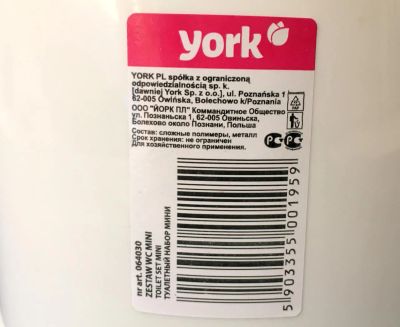 york
YORK PL spółka z ograniczoną
odpowiedzialnością sp. k.
[dawniej York Sp. z o.o.], ul. Poznańska 1
62-005 Owińska, Bolechowo k/Poznania
ООО "ЙОРК ПЛ" Коммандитное Общество
ул. Познаньска 1, 62-005 Овиньска,
Болехово около Познани, Польша
Состав: сложные полимеры, металл
Срок хранения: не ограничен
Для хозяйственного применения.
PAP
nr art. 064030
ZESTAW WC MINI
TOILET SET MINI
ТУАЛЕТНЫЙ НАБОР МИНИ
5 903355 001959